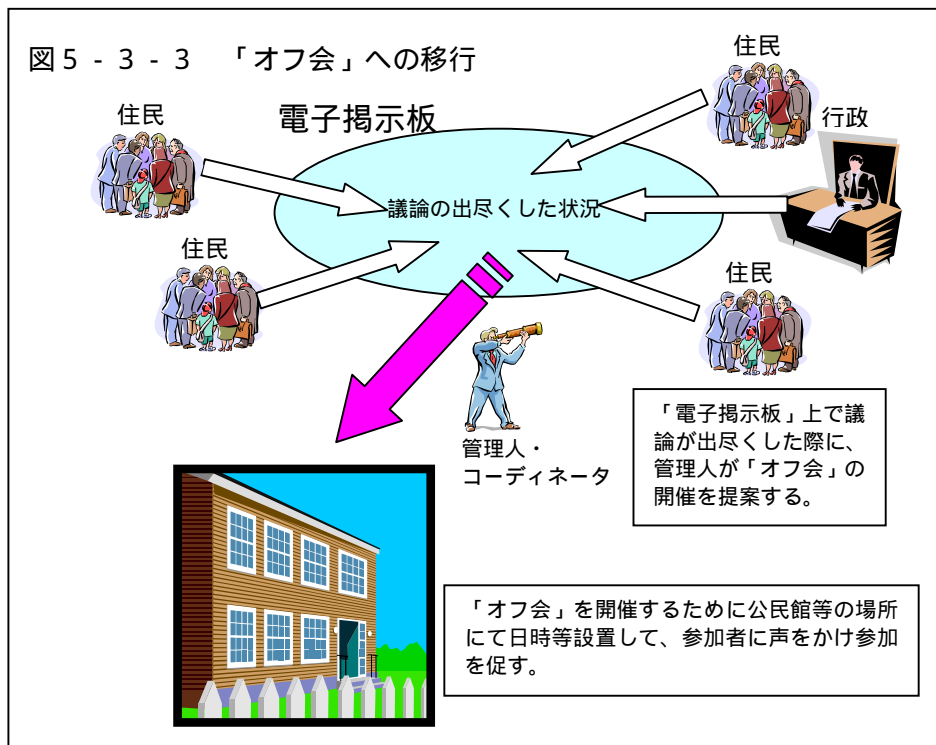 図5-3-3 「オフ会」への移行
住民
住民
電子掲示板
行政
議論の出尽くした状況
住民
住民
管理人・
コーディネータ
「電子掲示板」上で議
論が出尽くした際に、
管理人が「オフ会」の
開催を提案する。
「オフ会」を開催するために公民館等の場所
にて日時等設置して、参加者に声をかけ参加
を促す。